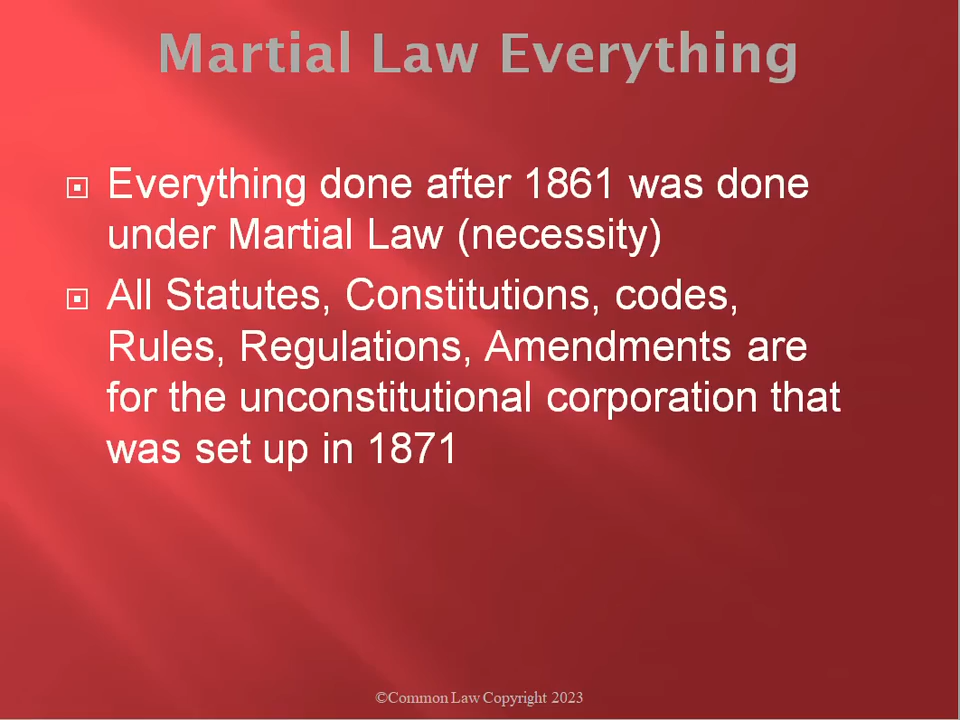 Martial Law Everything
Everything done after 1861 was done
under Martial Law (necessity)
All Statutes, Constitutions, codes,
Rules, Regulations, Amendments are
for the unconstitutional corporation that
was set up in 1871
©Common Law Copyright 2023